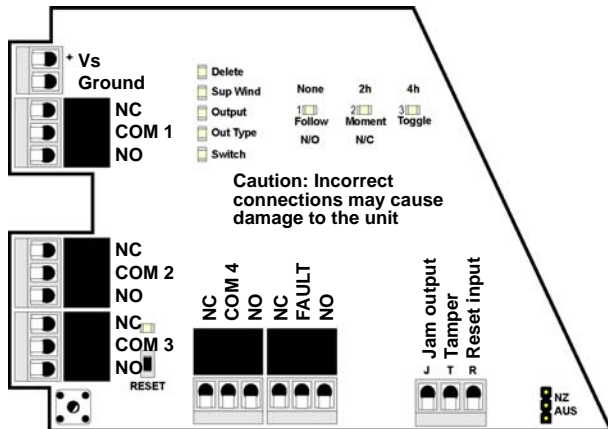 + Vs
Ground
NC
COM 1
NO
Delete
Sup Wind
Output
Out Type
Switch
None 2h 4h
1 2 3
Follow Moment Toggle
N/O N/C
Caution: Incorrect
connections may cause
damage to the unit
NC
COM 2
NO
NC
COM 3
NO
RESET
NC
COM 4
NO
NC
FAULT
NO
Jam output
Tamper
Reset input
J T R
NZ
AUS